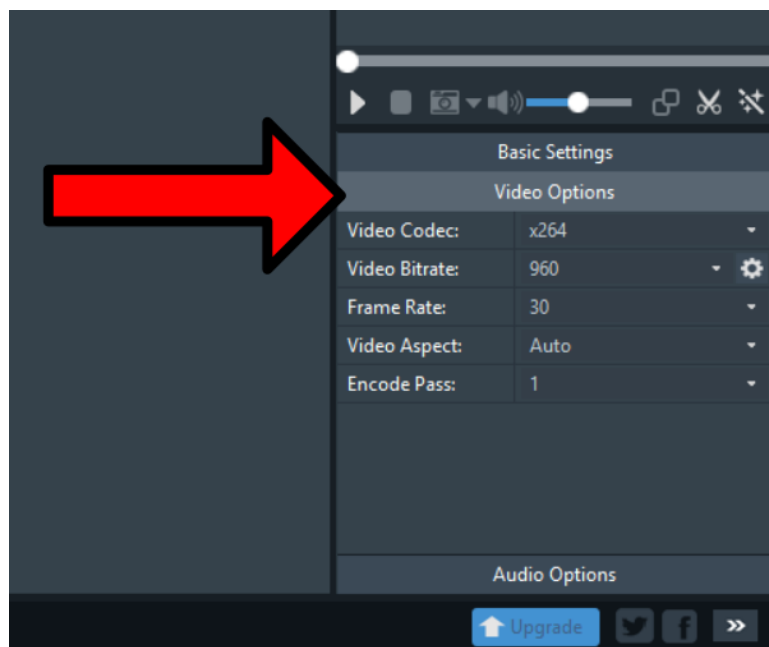 Basic Settings
Video Options
Video Codec: x264
Video Bitrate: 960
Frame Rate: 30
Video Aspect: Auto
Encode Pass: 1
Audio Options
Upgrade